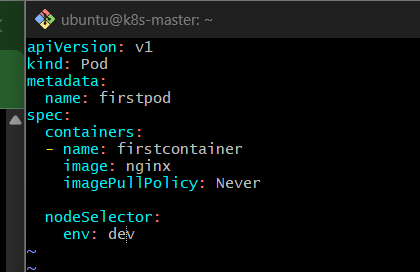 ubuntu@k8s-master: ~
apiVersion: v1
kind: Pod
metadata:
  name: firstpod
spec:
  containers:
  - name: firstcontainer
    image: nginx
    imagePullPolicy: Never

  nodeSelector:
    env: dev
~
~